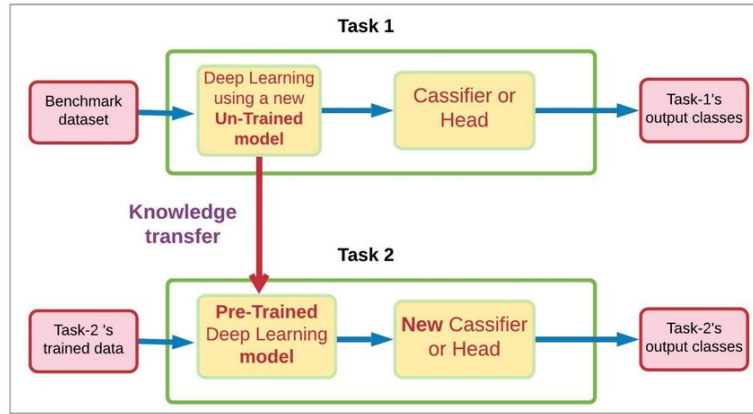 Task 1
Benchmark
dataset
Deep Learning
using a new
Un-Trained
model
Cassifier or
Head
Task-1's
output classes
Knowledge
transfer
Task 2
Task-2 's
trained data
Pre-Trained
Deep Learning
model
New Cassifier
or Head
Task-2's
output classes